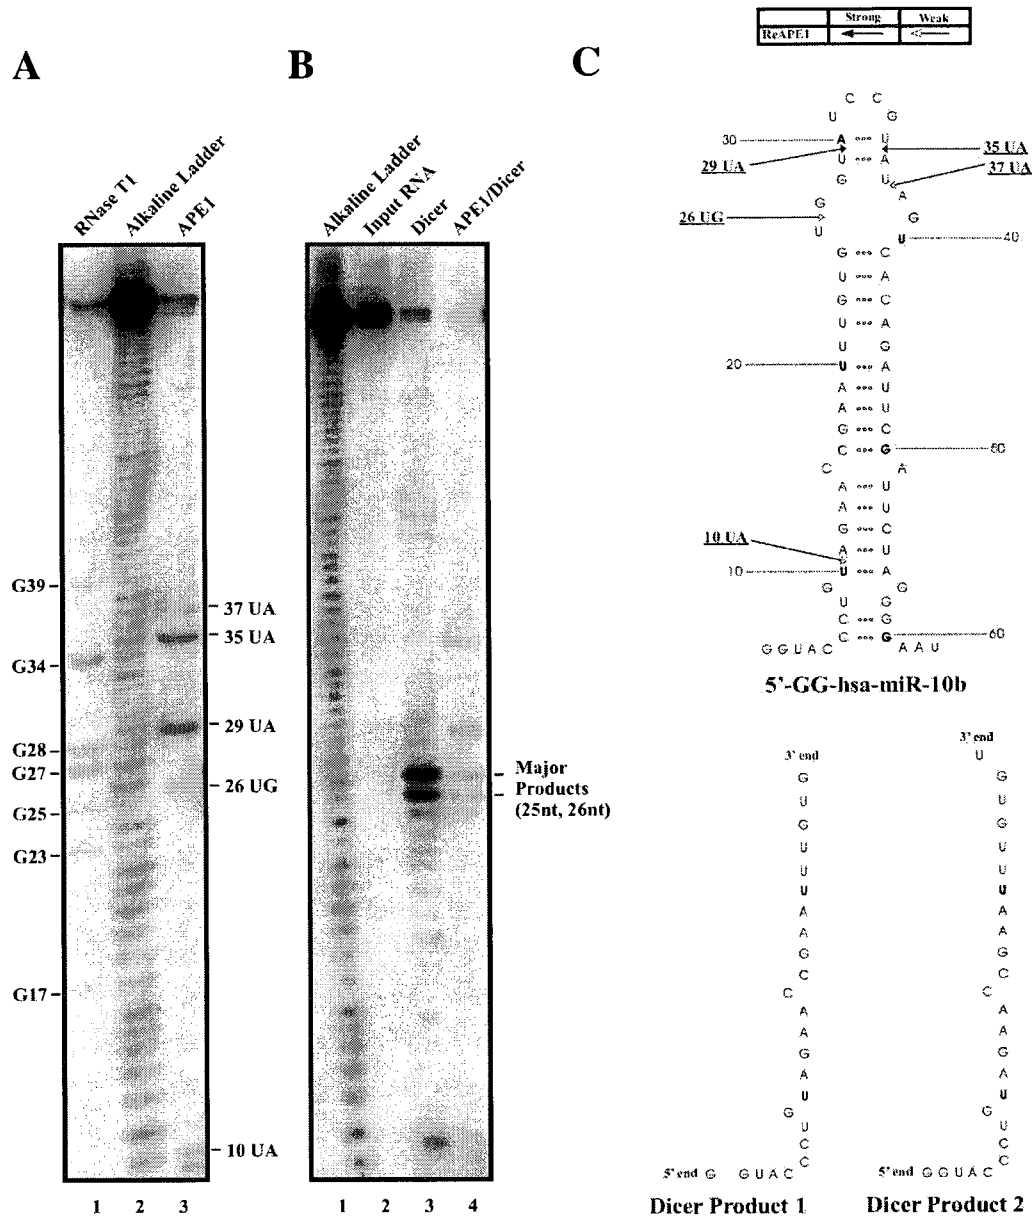 Strong Weak
ReAPE1
A
B
C
RNase T1
Alkaline Ladder
APE1
Alkaline Ladder
Input RNA
Dicer
APE1/Dicer
G39
G34
G28
G27
G25
G23
G17
37 UA
35 UA
29 UA
26 UG
10 UA
1 2 3
Major
Products
(25nt, 26nt)
1 2 3 4
C C
U G
30 A U 35 UA
29 UA U A 37 UA
G U
G A
26 UG G
U U 40
G C
U A
G C
U A
U G
20 U A
A U
A U
G C
C G 50
C A
A U
A U
G C
10 UA A U
10 U A
G G
U G
C G
G G U A C C G 60
A A U
5'-GG-hsa-miR-10b
3' end
G
U
G
U
U
U
A
A
G
C
C
A
A
G
A
U
G
U
C
C
5' end G G U A C
Dicer Product 1
3' end
U
G
U
G
U
U
U
A
A
G
C
C
A
A
G
A
U
G
U
C
C
5' end G G U A C
Dicer Product 2